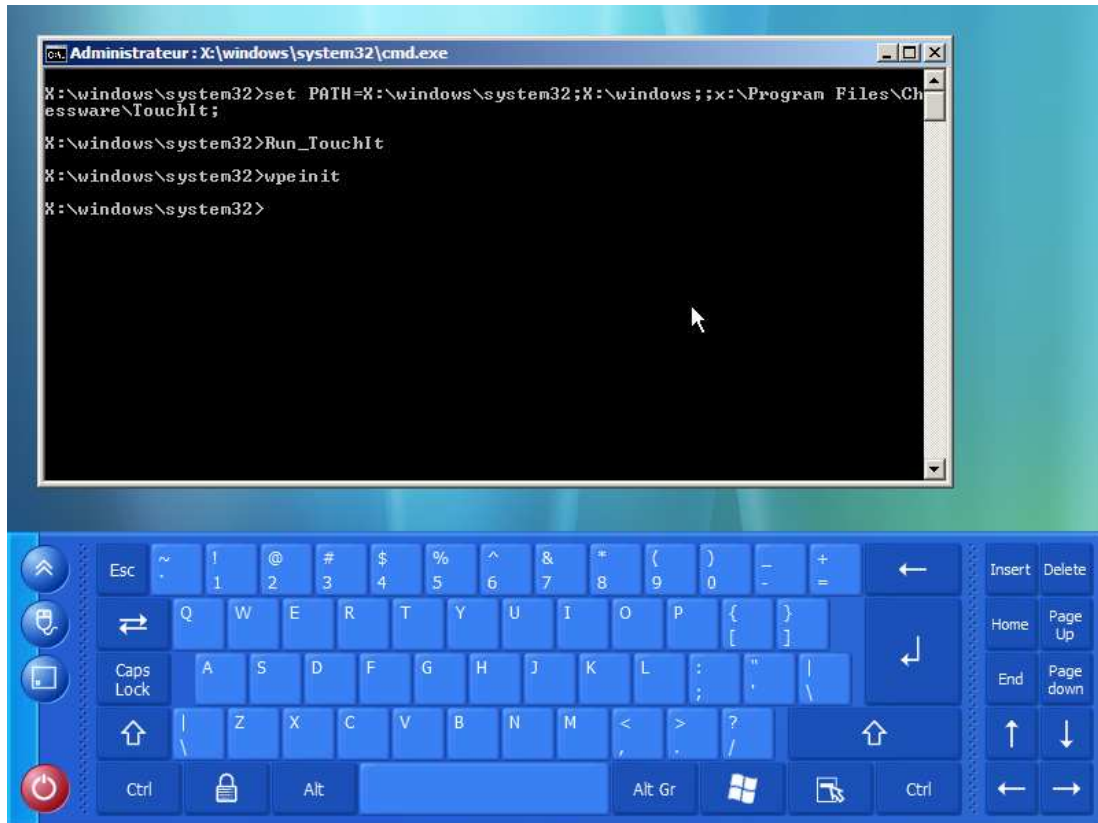 Administrateur : X:\windows\system32\cmd.exe
X:\windows\system32>set PATH=X:\windows\system32;X:\windows;;x:\Program Files\Ch
essware\TouchIt;
X:\windows\system32>Run_TouchIt
X:\windows\system32>wpeinit
X:\windows\system32>
Esc ~ ! @ # $ % ^ & * ( ) _ + ← Insert Delete
1 2 3 4 5 6 7 8 9 0 - =
Q W E R T Y U I O P { } Home Page Up
[ ]
Caps Lock A S D F G H J K L : " | End Page down
; ' \
| Z X C V B N M < > ? ↑ ↓
\ , . /
Ctrl Alt Alt Gr Ctrl ← →